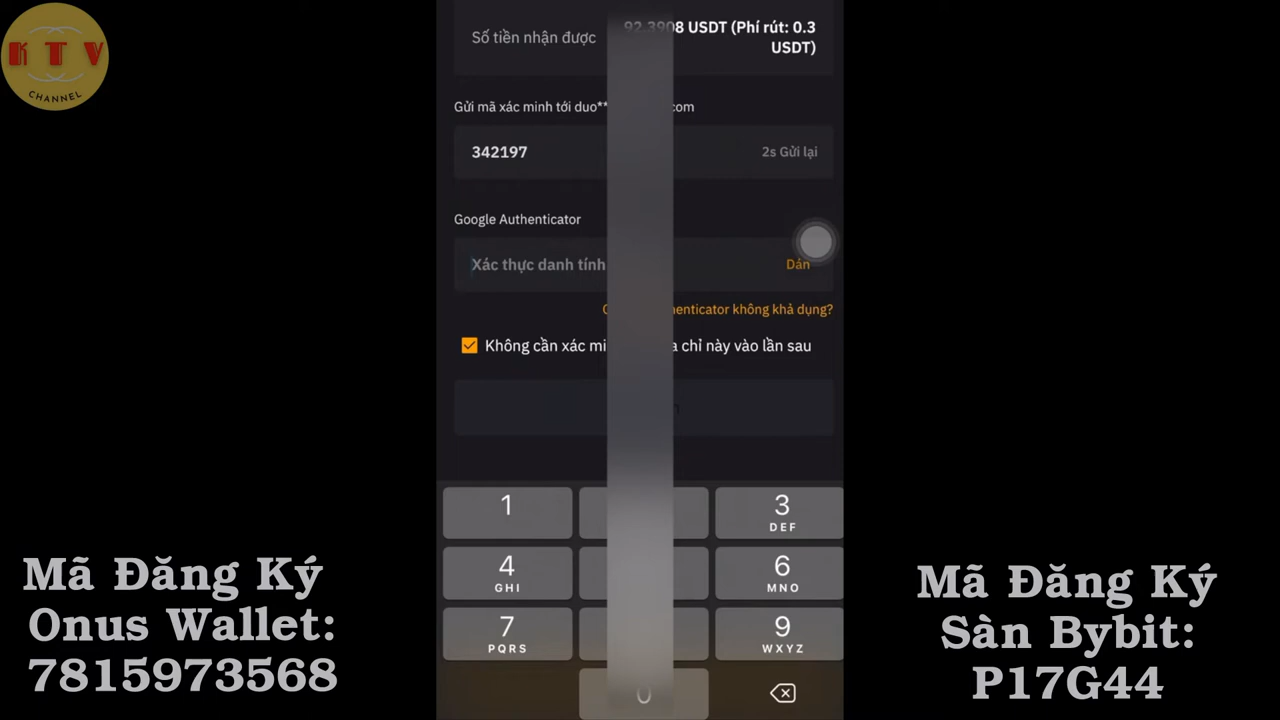 K T V
CHANNEL
Số tiền nhận được
92.3908 USDT (Phí rút: 0.3
USDT)
Gửi mã xác minh tới duo**
com
342197
2s Gửi lại
Google Authenticator
Xác thực danh tính
Dán
không khả dụng?
Không cần xác
chỉ này vào lần sau
1
3
DEF
4
GHI
6
MNO
7
PQRS
9
WXYZ
0
Mã Đăng Ký
Onus Wallet:
7815973568
Mã Đăng Ký
Sàn Bybit:
P17G44